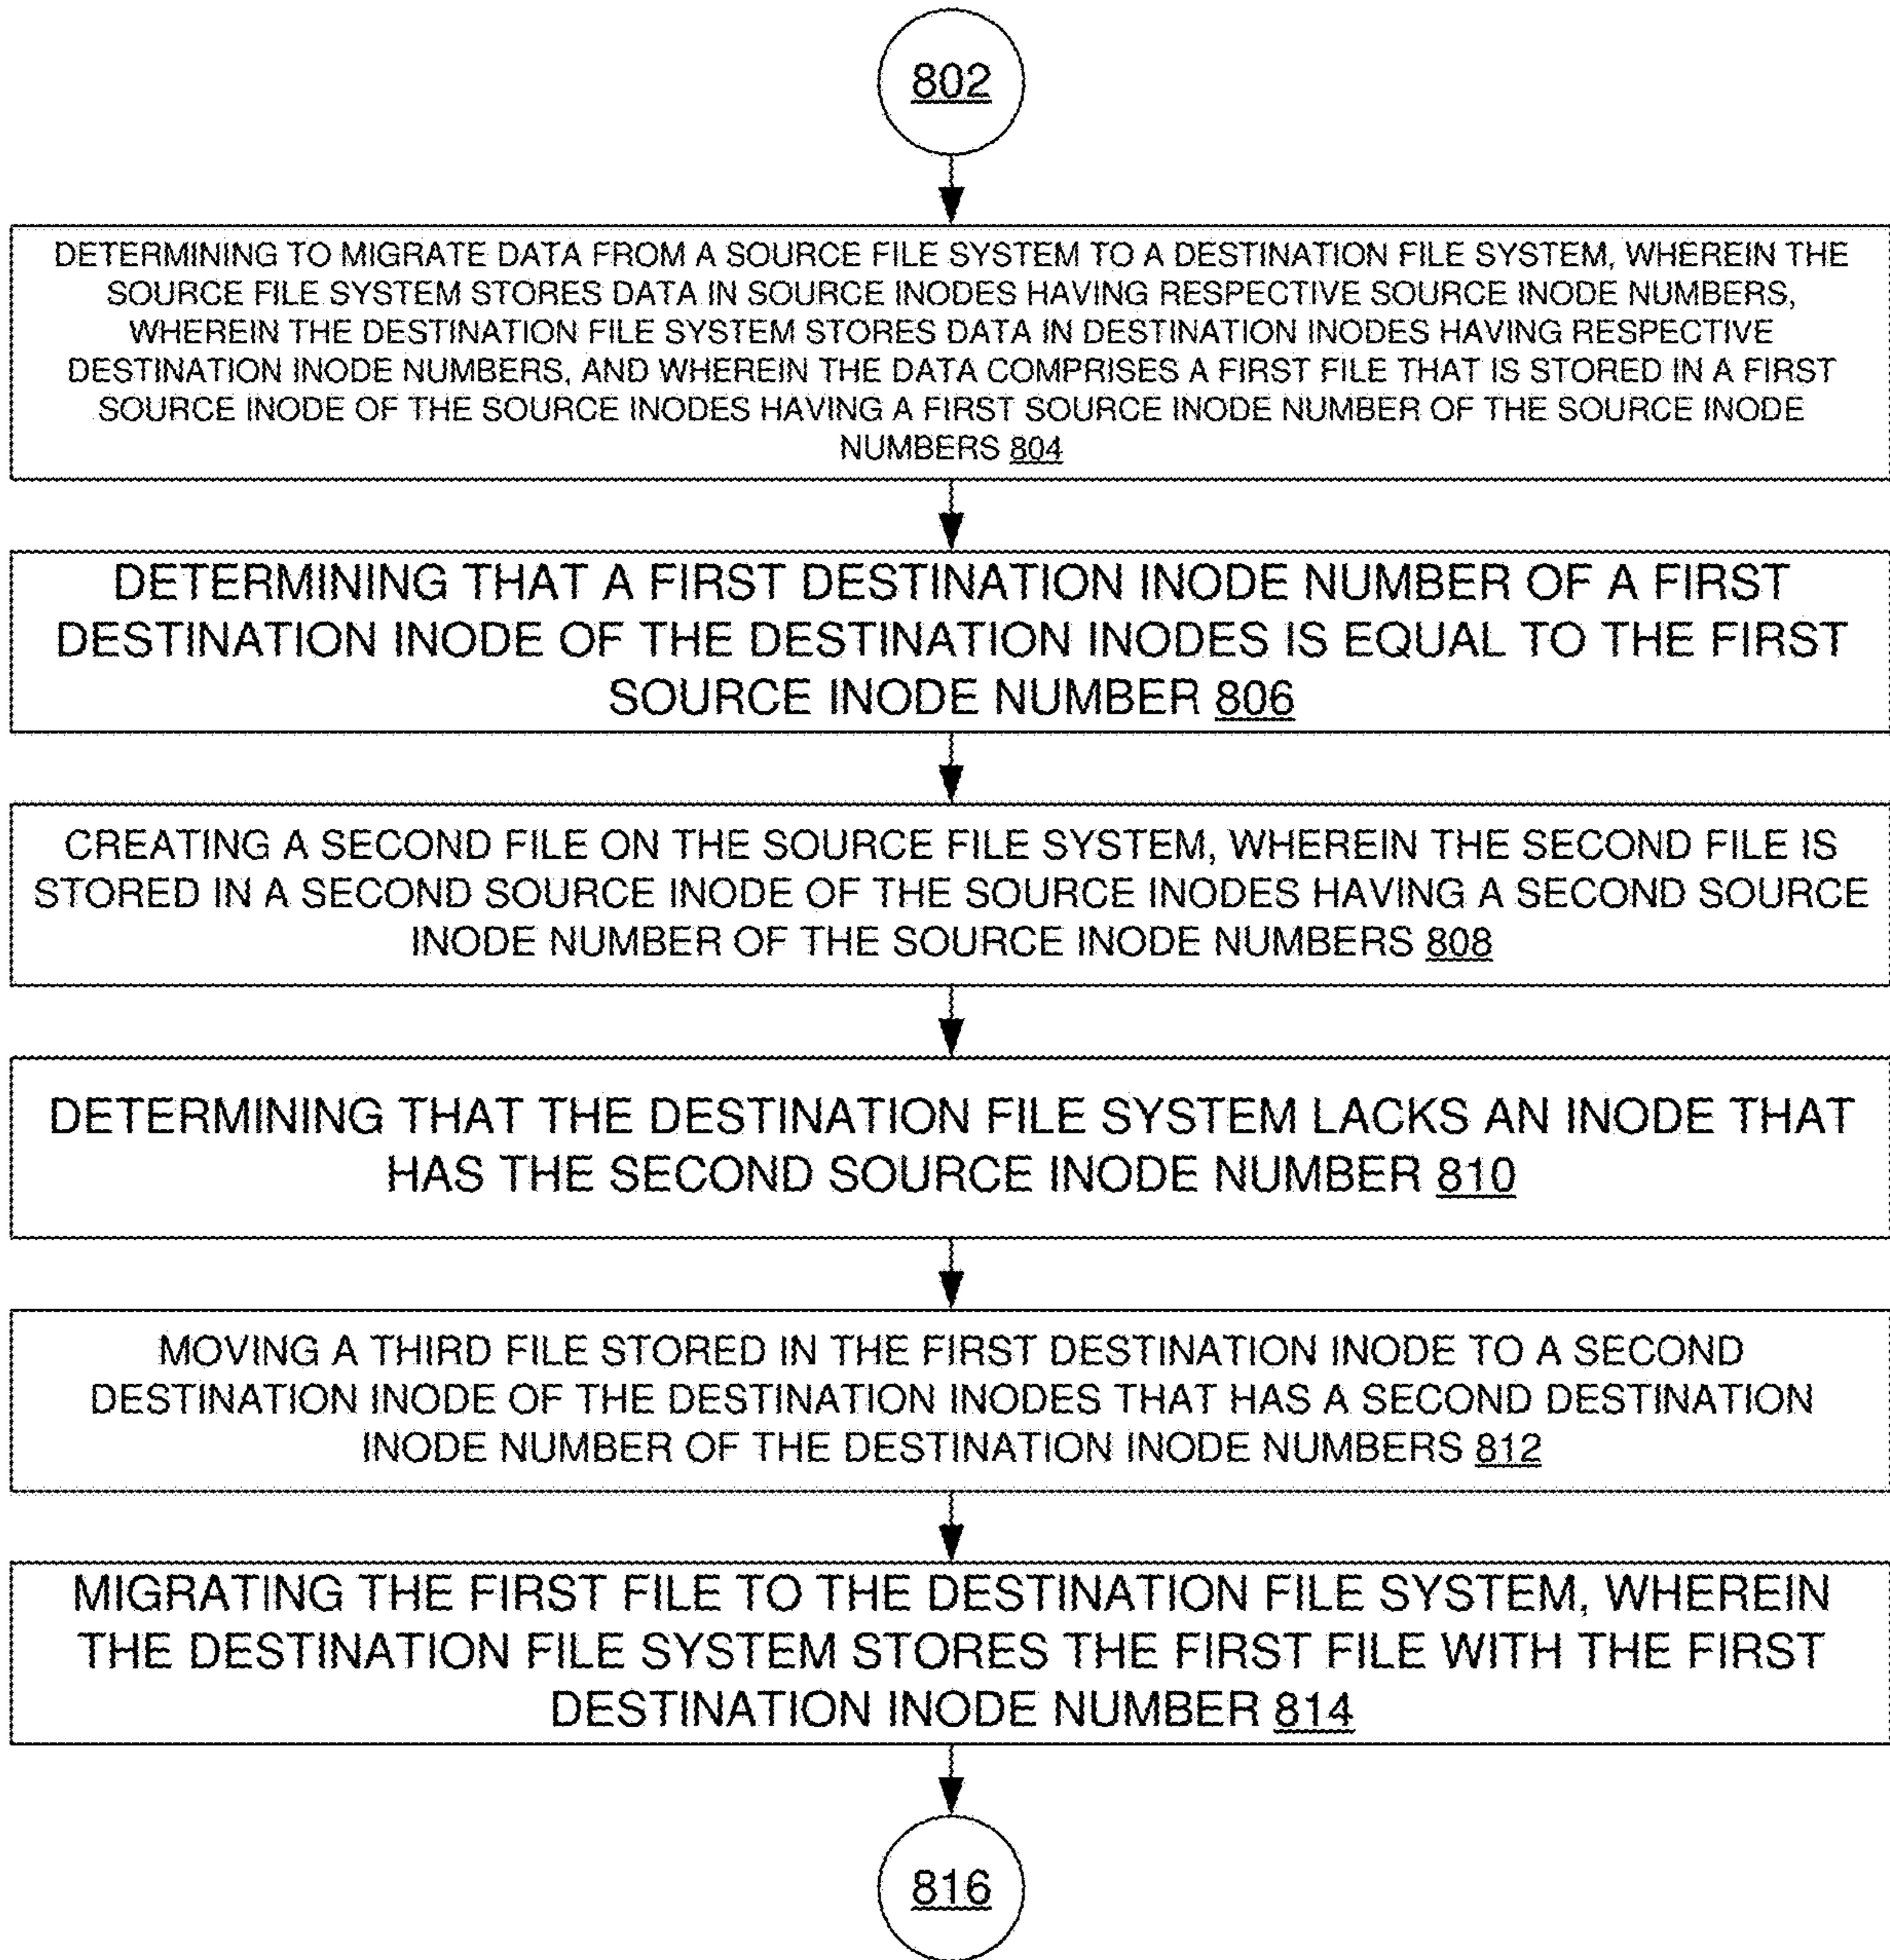 802
DETERMINING TO MIGRATE DATA FROM A SOURCE FILE SYSTEM TO A DESTINATION FILE SYSTEM, WHEREIN THE
SOURCE FILE SYSTEM STORES DATA IN SOURCE INODES HAVING RESPECTIVE SOURCE INODE NUMBERS,
WHEREIN THE DESTINATION FILE SYSTEM STORES DATA IN DESTINATION INODES HAVING RESPECTIVE
DESTINATION INODE NUMBERS, AND WHEREIN THE DATA COMPRISES A FIRST FILE THAT IS STORED IN A FIRST
SOURCE INODE OF THE SOURCE INODES HAVING A FIRST SOURCE INODE NUMBER OF THE SOURCE INODE
NUMBERS 804
DETERMINING THAT A FIRST DESTINATION INODE NUMBER OF A FIRST
DESTINATION INODE OF THE DESTINATION INODES IS EQUAL TO THE FIRST
SOURCE INODE NUMBER 806
CREATING A SECOND FILE ON THE SOURCE FILE SYSTEM, WHEREIN THE SECOND FILE IS
STORED IN A SECOND SOURCE INODE OF THE SOURCE INODES HAVING A SECOND SOURCE
INODE NUMBER OF THE SOURCE INODE NUMBERS 808
DETERMINING THAT THE DESTINATION FILE SYSTEM LACKS AN INODE THAT
HAS THE SECOND SOURCE INODE NUMBER 810
MOVING A THIRD FILE STORED IN THE FIRST DESTINATION INODE TO A SECOND
DESTINATION INODE OF THE DESTINATION INODES THAT HAS A SECOND DESTINATION
INODE NUMBER OF THE DESTINATION INODE NUMBERS 812
MIGRATING THE FIRST FILE TO THE DESTINATION FILE SYSTEM, WHEREIN
THE DESTINATION FILE SYSTEM STORES THE FIRST FILE WITH THE FIRST
DESTINATION INODE NUMBER 814
816